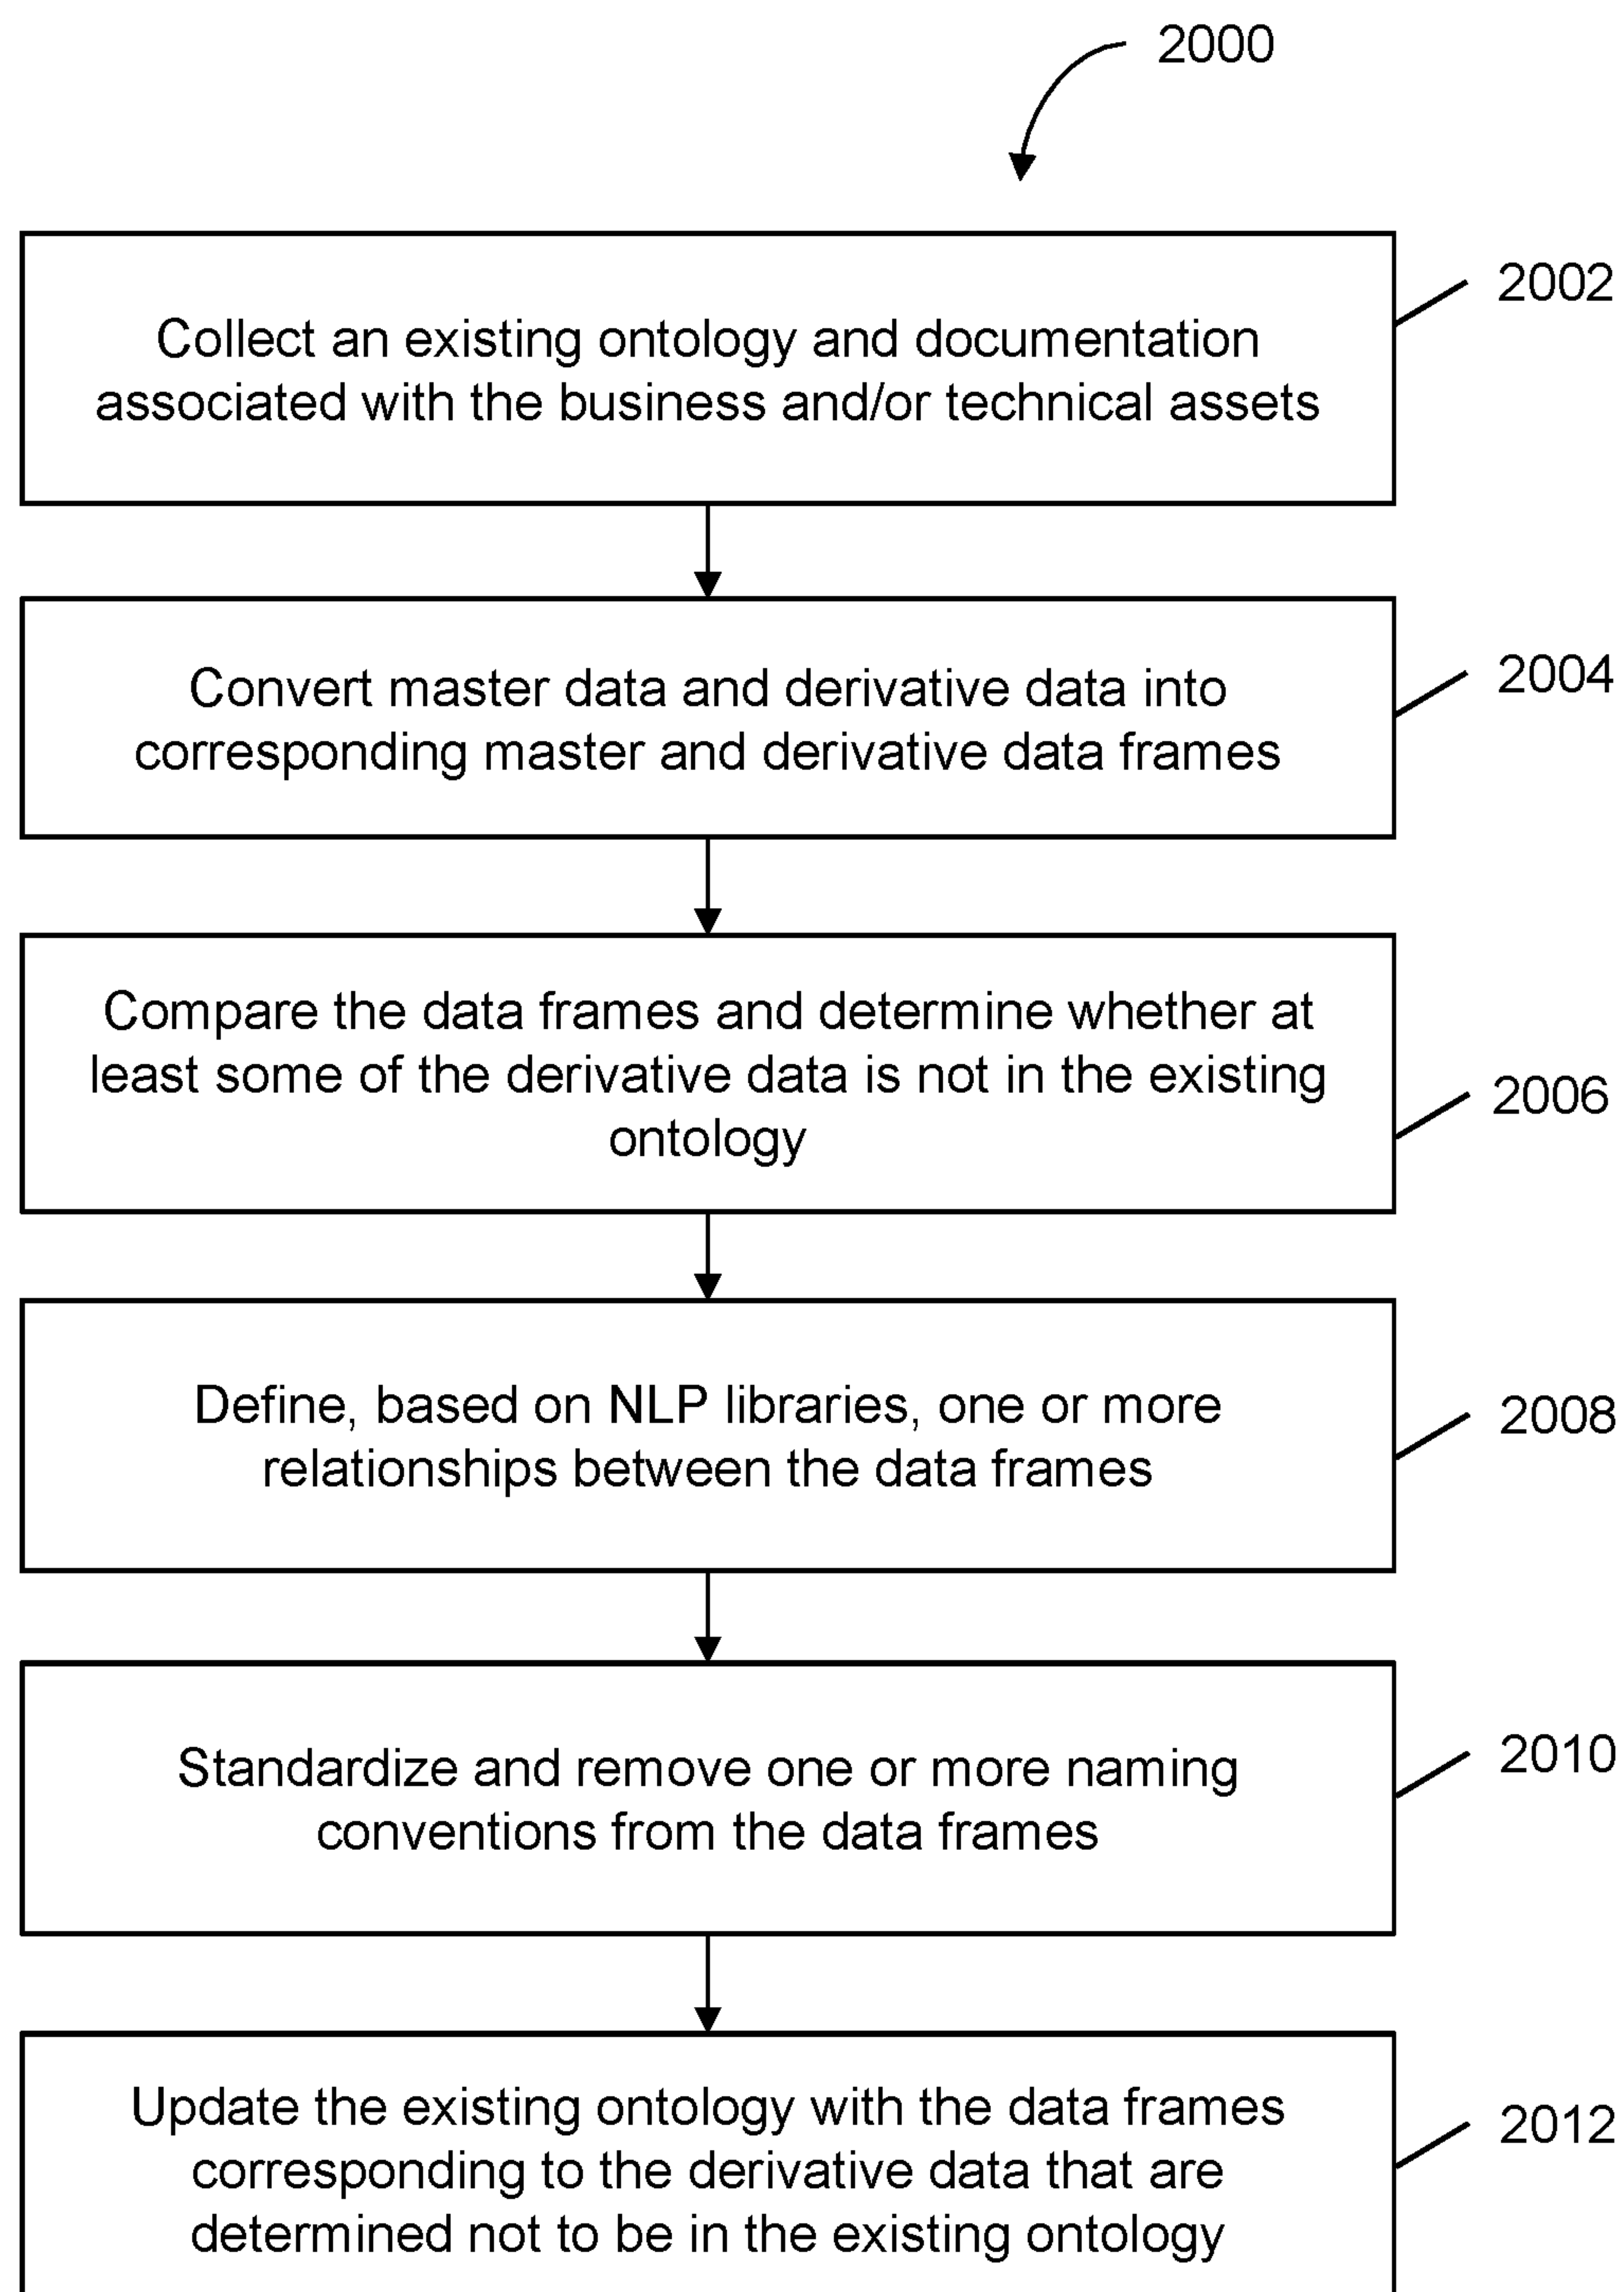 2000
2002
Collect an existing ontology and documentation
associated with the business and/or technical assets
2004
Convert master data and derivative data into
corresponding master and derivative data frames
Compare the data frames and determine whether at
least some of the derivative data is not in the existing
ontology
2006
Define, based on NLP libraries, one or more
relationships between the data frames
2008
Standardize and remove one or more naming
conventions from the data frames
2010
Update the existing ontology with the data frames
corresponding to the derivative data that are
determined not to be in the existing ontology
2012